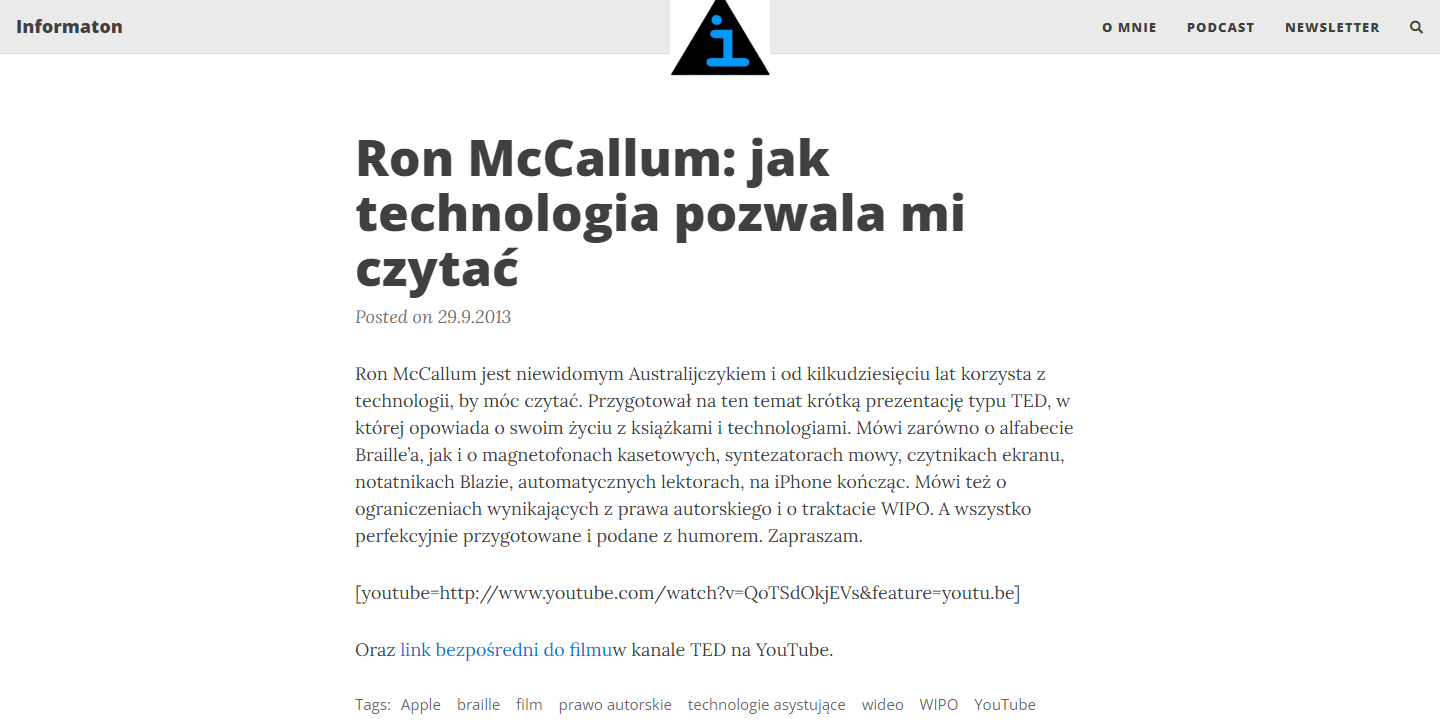 Informaton
i
O MNIE PODCAST NEWSLETTER
Ron McCallum: jak
technologia pozwala mi
czytać
Posted on 29.9.2013
Ron McCallum jest niewidomym Australijczykiem i od kilkudziesięciu lat korzysta z
technologii, by móc czytać. Przygotował na ten temat krótką prezentację typu TED, w
której opowiada o swoim życiu z książkami i technologiami. Mówi zarówno o alfabecie
Braille’a, jak i o magnetofonach kasetowych, syntezatorach mowy, czytnikach ekranu,
notatnikach Blazie, automatycznych lektorach, na iPhone kończąc. Mówi też o
ograniczeniach wynikających z prawa autorskiego i o traktacie WIPO. A wszystko
perfekcyjnie przygotowane i podane z humorem. Zapraszam.
[youtube=http://www.youtube.com/watch?v=QoTSdOkjEVs&feature=youtu.be]
Oraz link bezpośredni do filmuw kanale TED na YouTube.
Tags: Apple braille film prawo autorskie technologie asystujące wideo WIPO YouTube